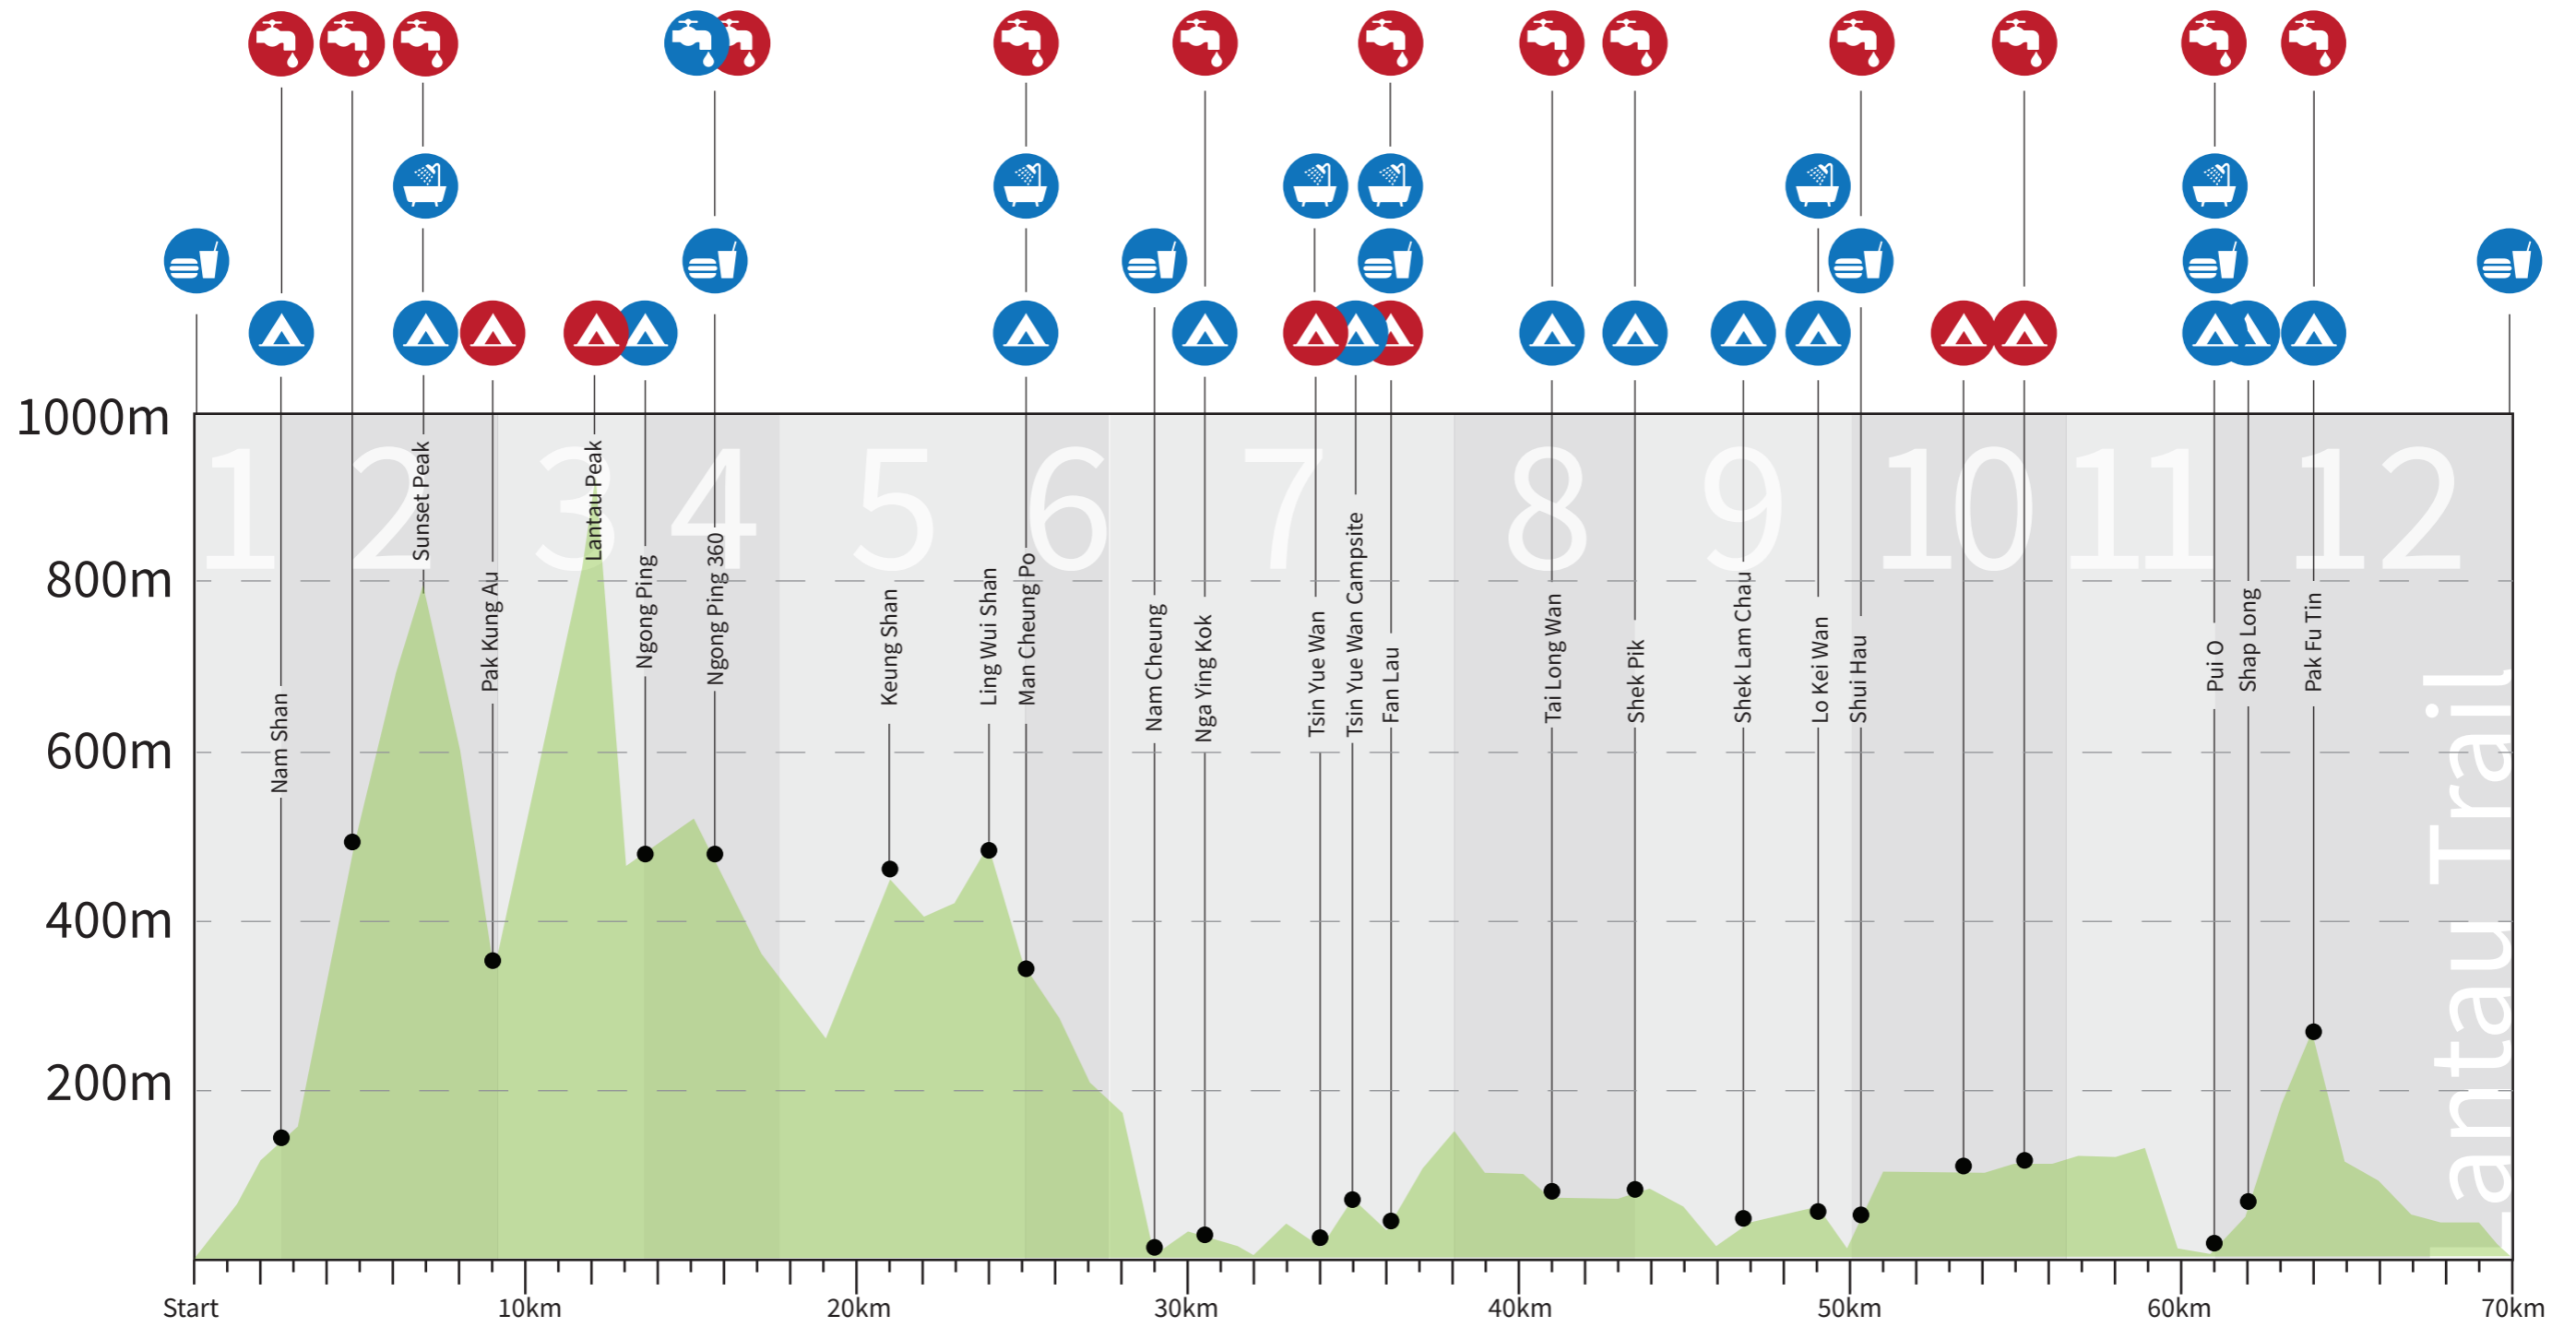 1000m
800m
600m
400m
200m
1
2
3
4
5
6
7
8
9
10
11
12
Nam Shan
Sunset Peak
Pak Kung Au
Lantau Peak
Ngong Ping
Ngong Ping 360
Keung Shan
Ling Wui Shan
Man Cheung Po
Nam Cheung
Nga Ying Kok
Tsin Yue Wan
Tsin Yue Wan Campsite
Fan Lau
Tai Long Wan
Shek Pik
Shek Lam Chau
Lo Kei Wan
Shui Hau
Pui O
Shap Long
Pak Fu Tin
Lantau Trail
Start
10km
20km
30km
40km
50km
60km
70km